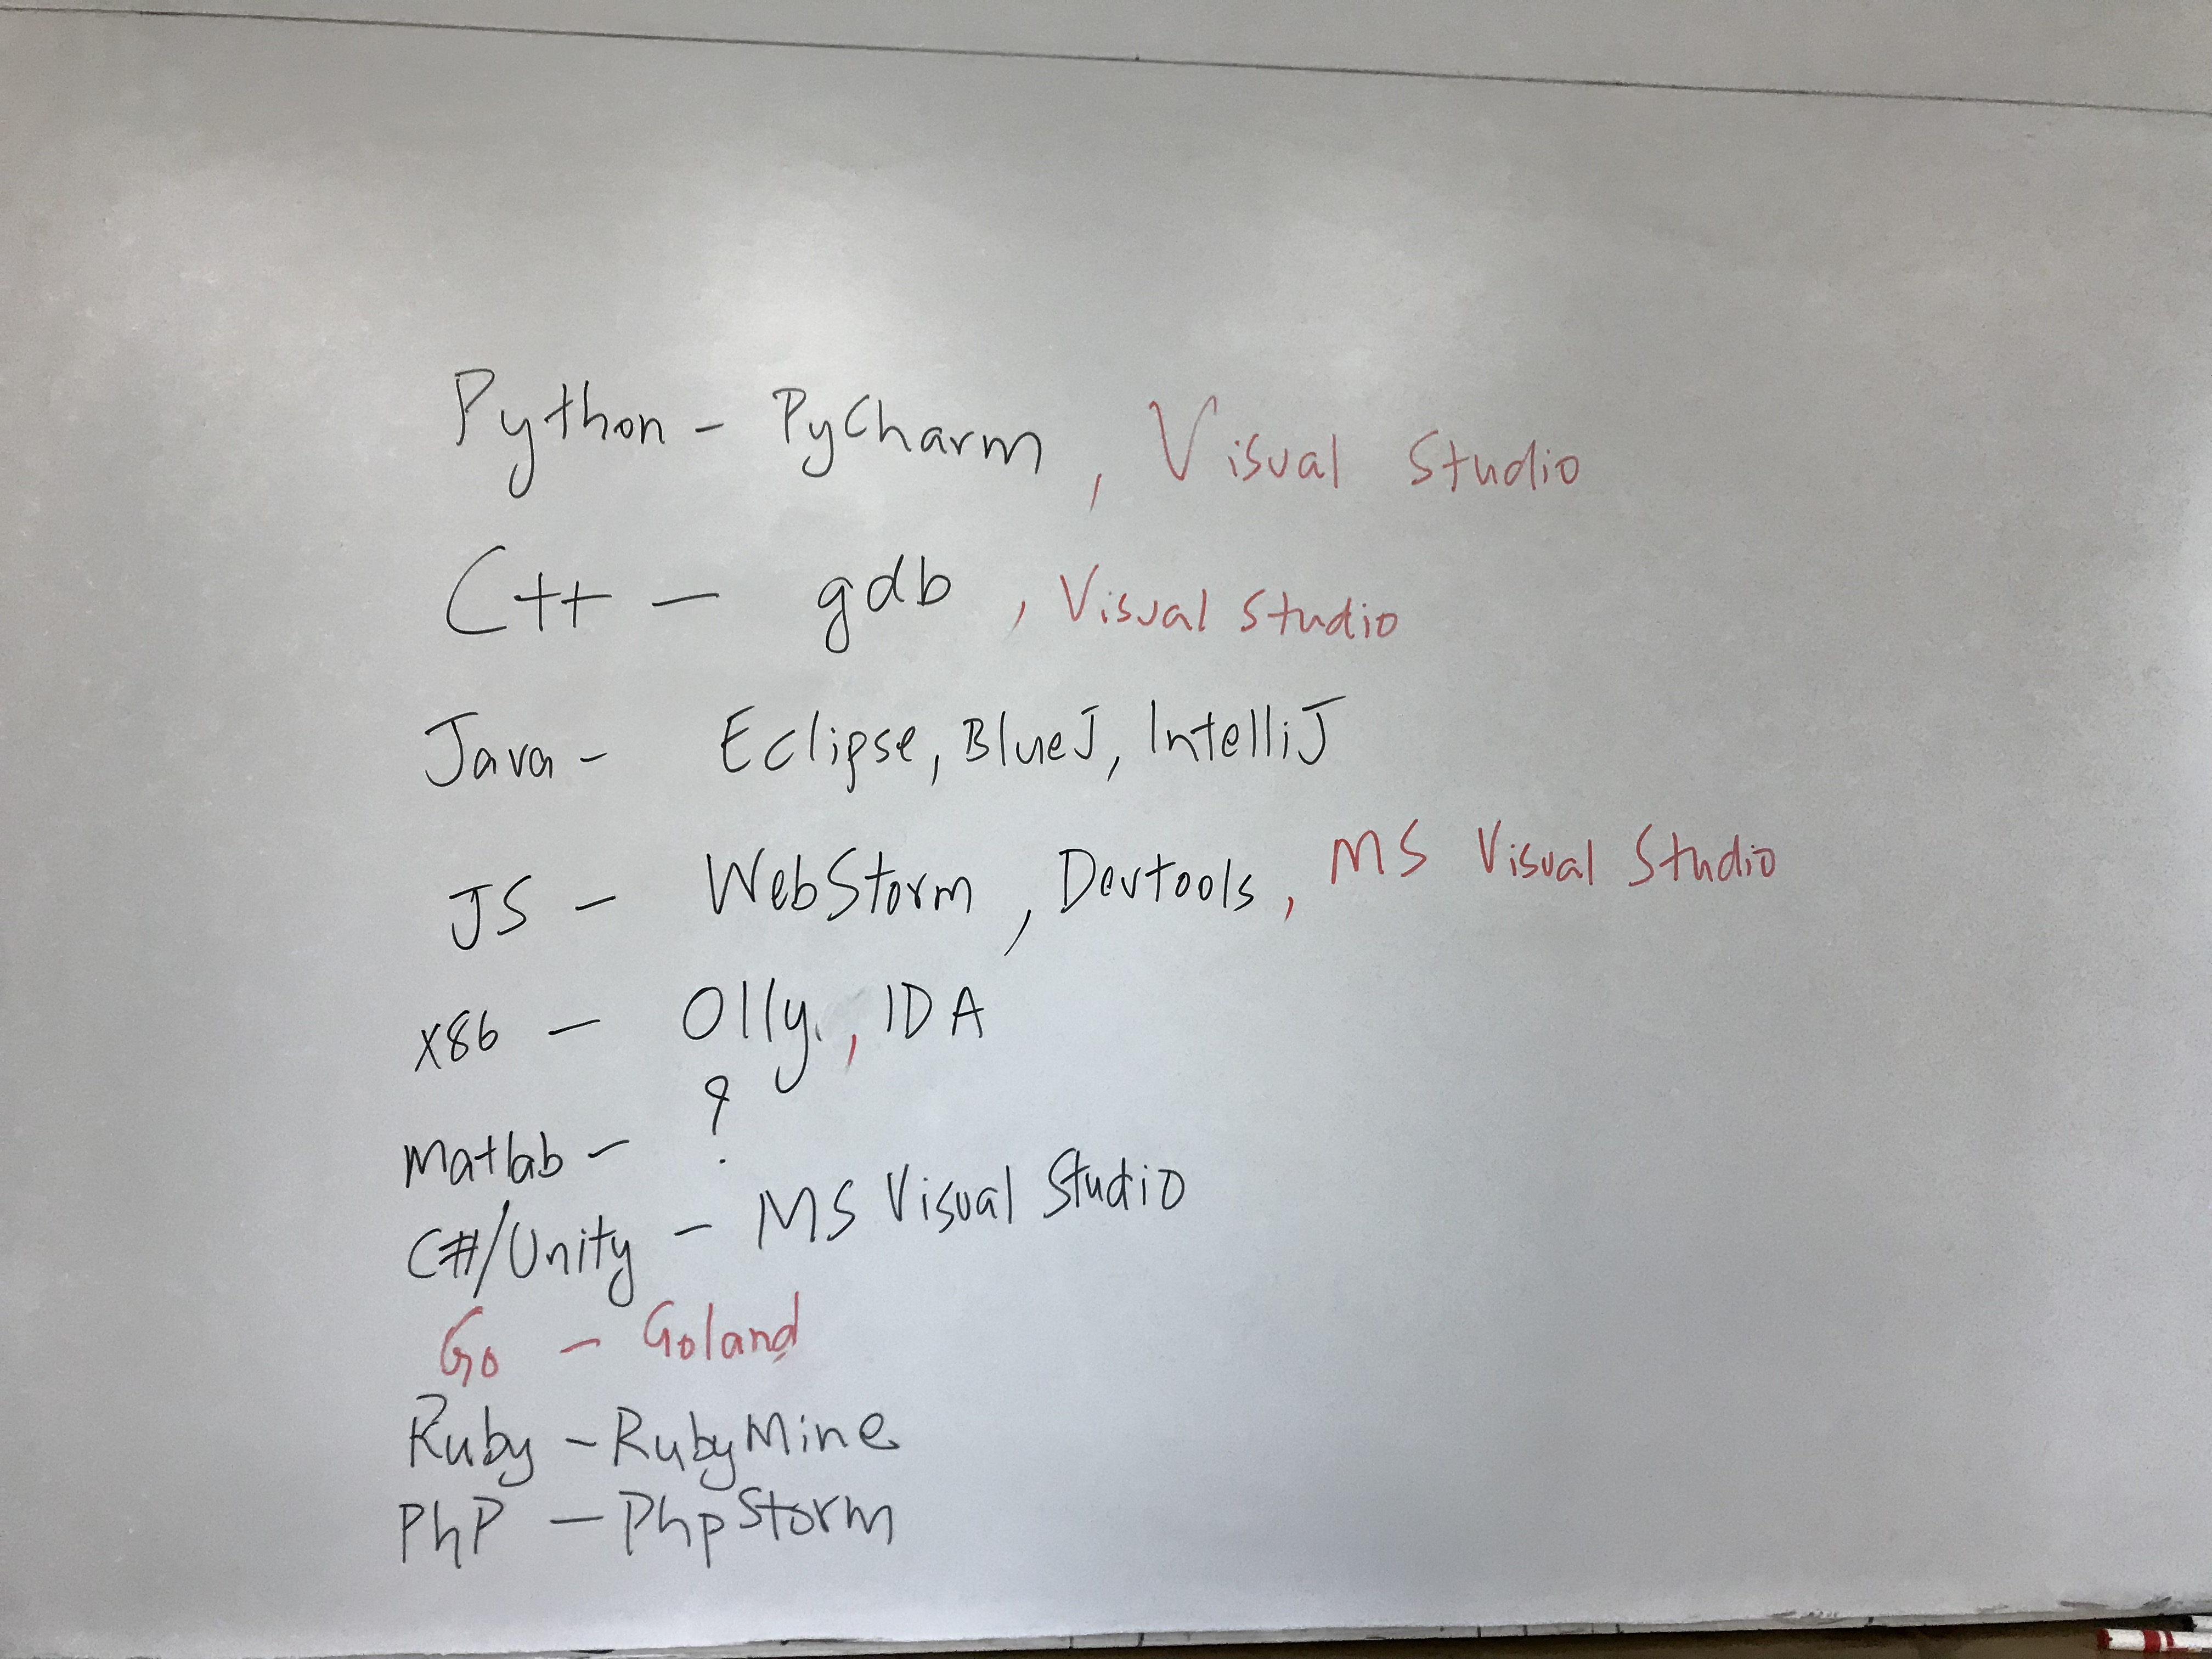 Python - PyCharm, Visual Studio
C++ - gdb, Visual Studio
Java - Eclipse, BlueJ, IntelliJ
JS - WebStorm, Devtools, MS Visual Studio
x86 - Olly, IDA
Matlab - ?
C#/Unity - MS Visual Studio
Go - Goland
Ruby - RubyMine
PhP - PhpStorm